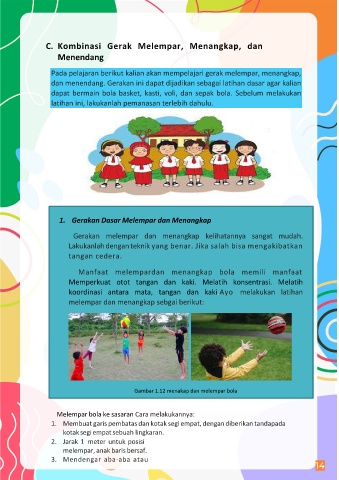 C. Kombinasi Gerak Melempar, Menangkap, dan
Menendang
Pada pelajaran berikut kalian akan mempelajari gerak melempar, menangkap,
dan menendang. Gerakan ini dapat dijadikan sebagai latihan dasar agar kalian
dapat bermain bola basket, kasti, voli, dan sepak bola. Sebelum melakukan
latihan ini, lakukanlah pemanasan terlebih dahulu.
1. Gerakan Dasar Melempar dan Menangkap
Gerakan melempar dan menangkap kelihatannya sangat mudah.
Lakukanlah dengan teknik yang benar. Jika salah bisa mengakibatkan
tangan cedera.
Manfaat melempardan menangkap bola memili manfaat
Memperkuat otot tangan dan kaki. Melatih konsentrasi. Melatih
koordinasi antara mata, tangan dan kaki Ayo melakukan latihan
melempar dan menangkap sebgai berikut:
Gambar 1.12 menakap dan melempar bola
Melempar bola ke sasaran Cara melakukannya:
1. Membuat garis pembatas dan kotak segi empat, dengan diberikan tandapada
kotak segi empat sebuah lingkaran.
2. Jarak 1 meter untuk posisi
melempar, anak baris bersaf.
3. Mendengar aba-aba atau
14